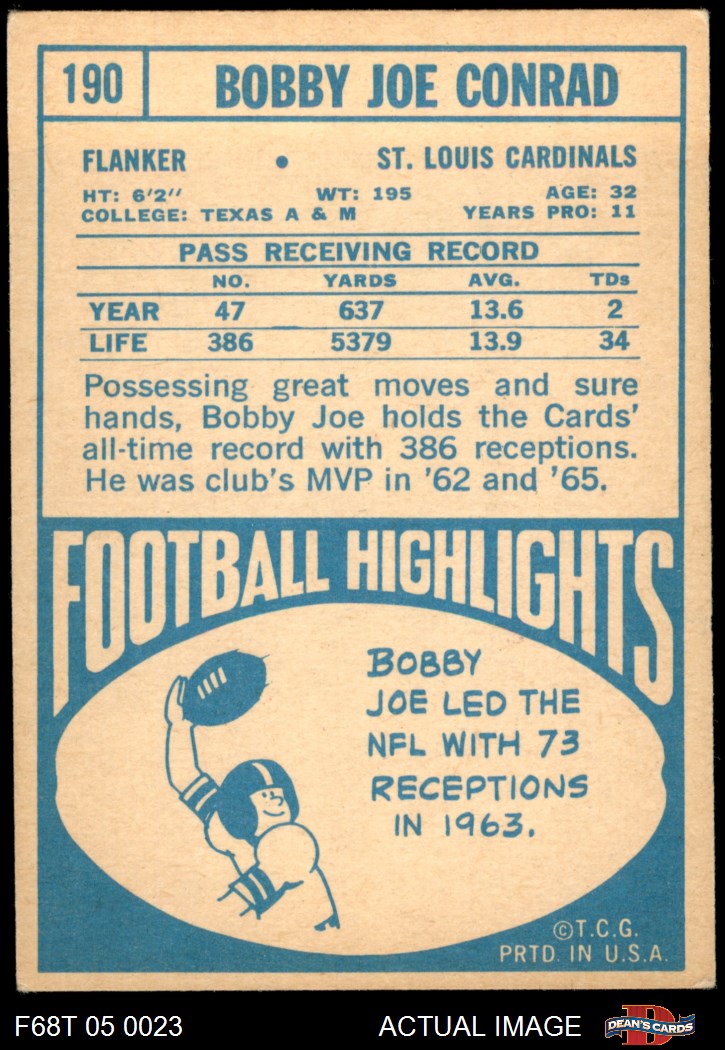 190 BOBBY JOE CONRAD
FLANKER • ST. LOUIS CARDINALS
HT: 6'2'' WT: 195 AGE: 32
COLLEGE: TEXAS A & M YEARS PRO: 11
PASS RECEIVING RECORD
NO. YARDS AVG. TDs
YEAR 47 637 13.6 2
LIFE 386 5379 13.9 34
Possessing great moves and sure
hands, Bobby Joe holds the Cards'
all-time record with 386 receptions.
He was club's MVP in '62 and '65.
FOOTBALL HIGHLIGHTS
BOBBY
JOE LED THE
NFL WITH 73
RECEPTIONS
IN 1963.
©T.C.G.
PRTD. IN U.S.A.
F68T 05 0023 ACTUAL IMAGE D DEAN'S CARDS